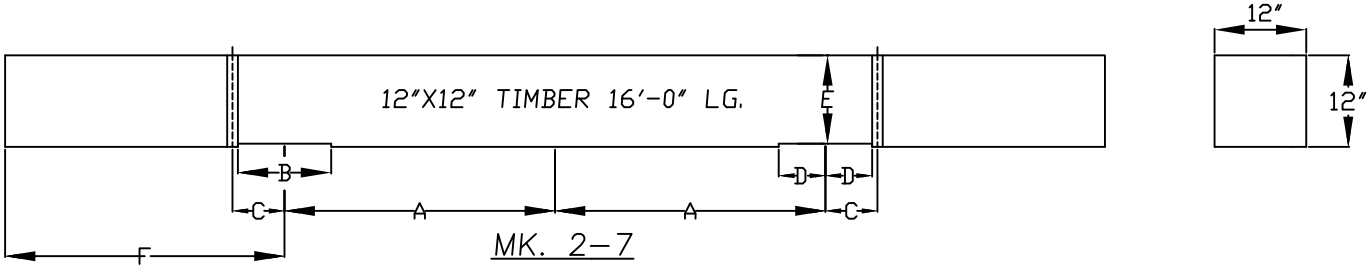 12"
12"X12" TIMBER 16'-0" LG.
E
12"
B
D D
C A A C
F
MK. 2-7